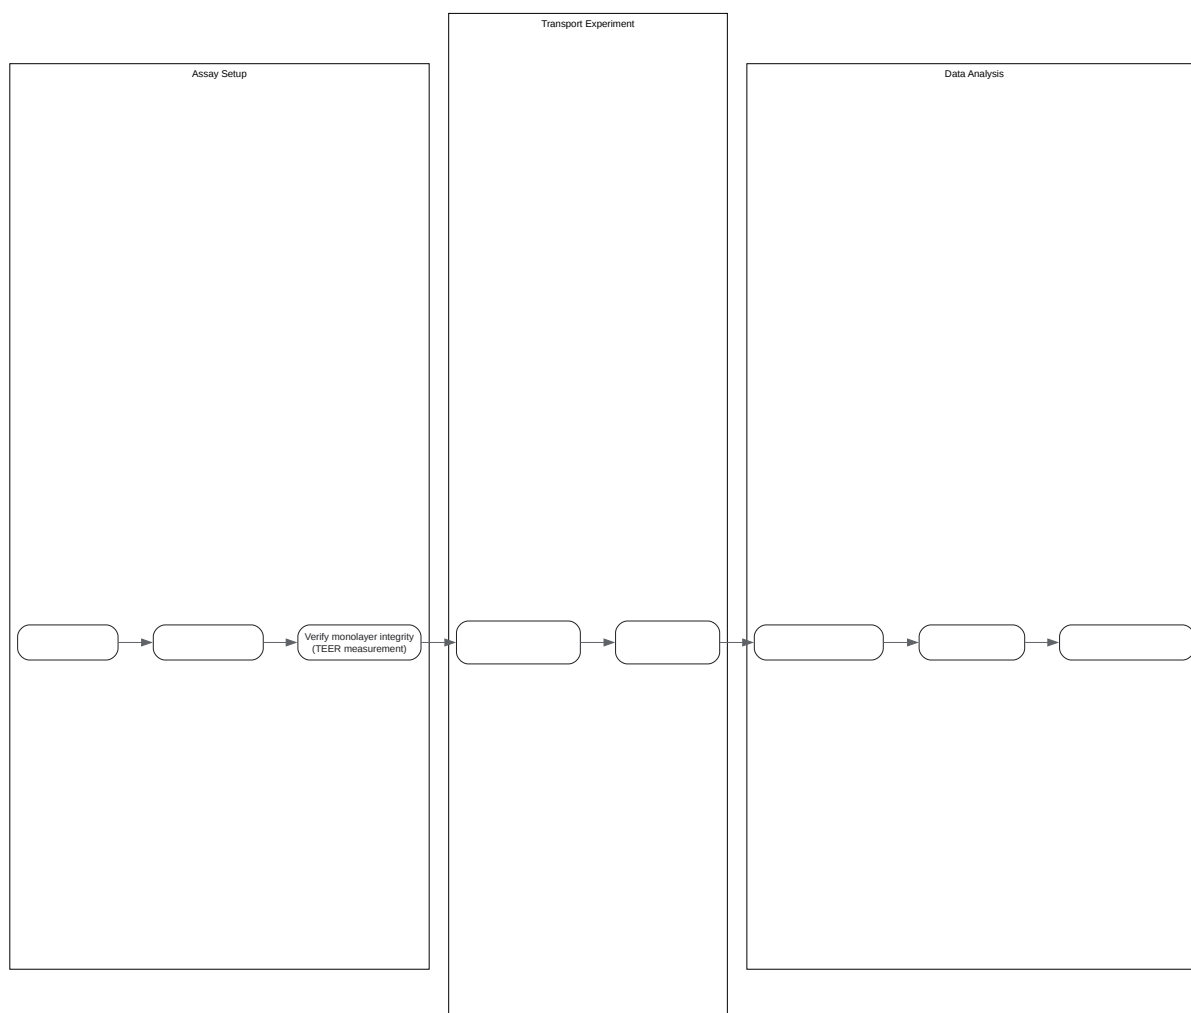 Transport Experiment
Assay Setup
Data Analysis
Verify monolayer integrity
(TEER measurement)